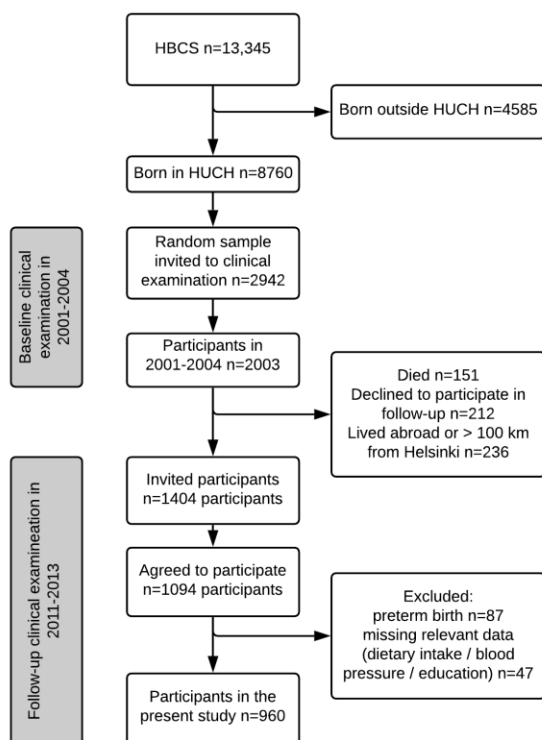 HBCS n=13,345
Born outside HUCH n=4585
Born in HUCH n=8760
Random sample
invited to clinical
examination n=2942
Baseline clinical
examination in
2001-2004
Participants in
2001-2004 n=2003
Died n=151
Declined to participate in
follow-up n=212
Lived abroad or > 100 km
from Helsinki n=236
Invited participants
n=1404 participants
Follow-up clinical examineation in
2011-2013
Agreed to participate
n=1094 participants
Excluded:
preterm birth n=87
missing relevant data
(dietary intake / blood
pressure / education) n=47
Participants in the
present study n=960